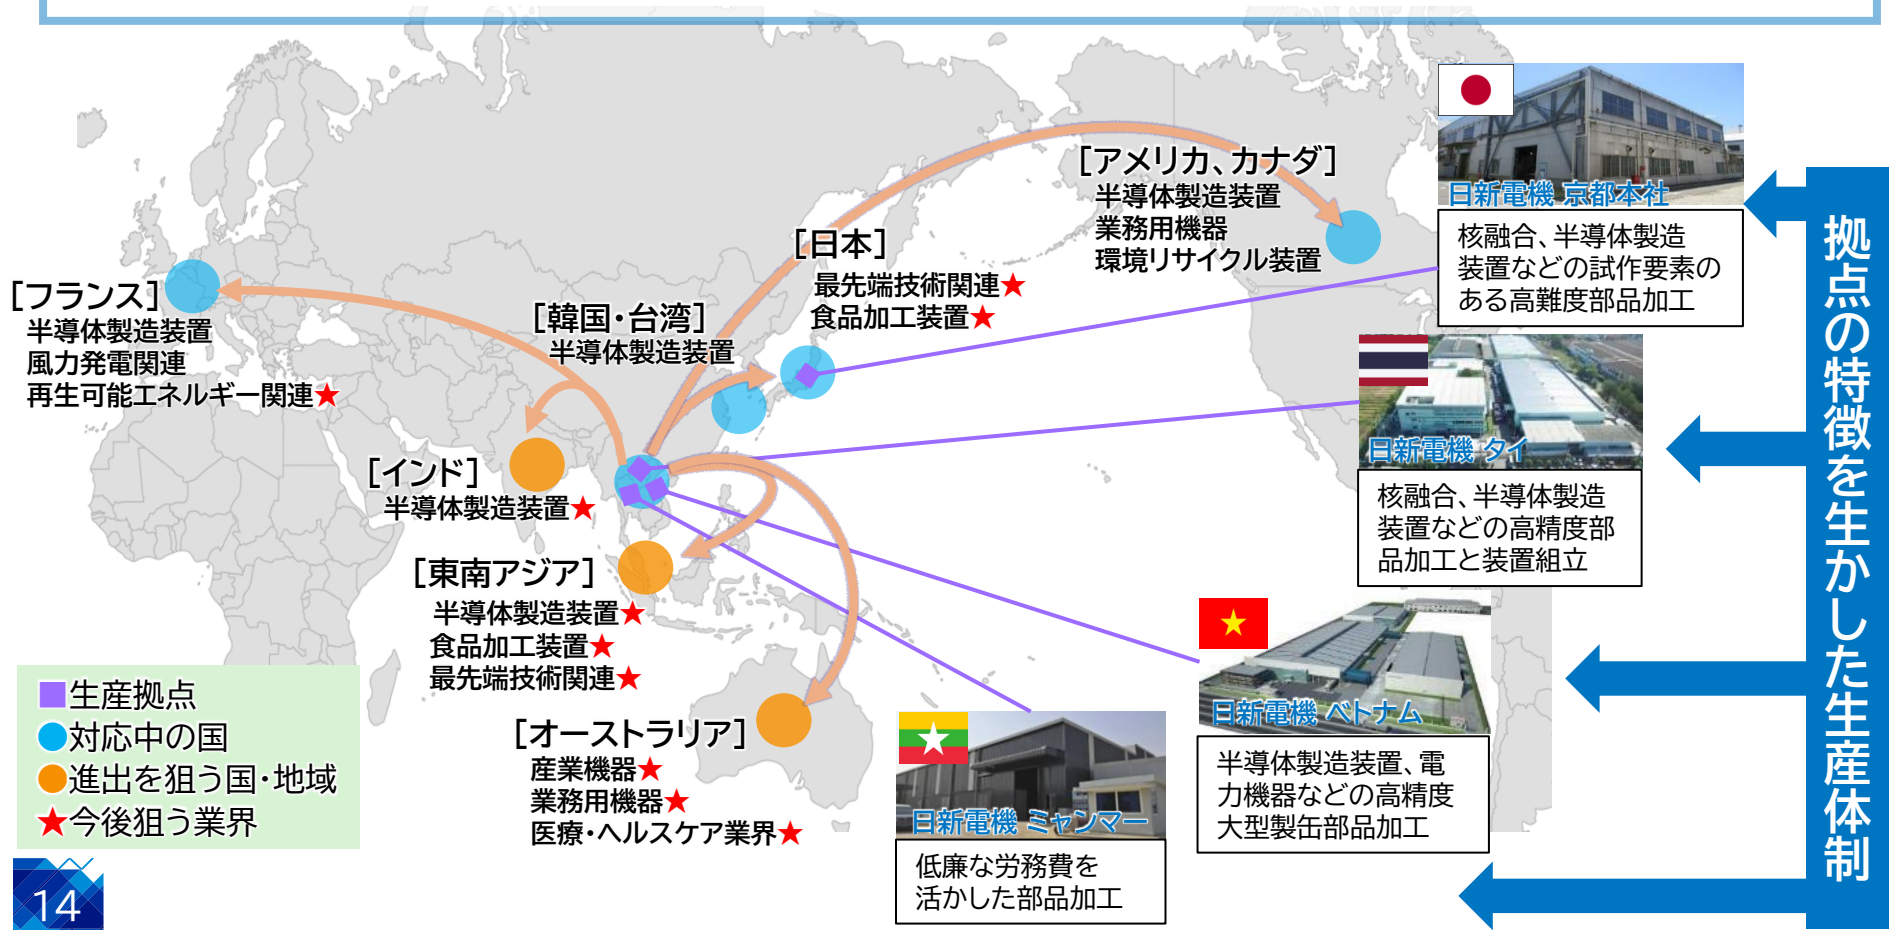 [アメリカ、カナダ]
半導体製造装置
業務用機器
環境リサイクル装置
[日本]
最先端技術関連★
食品加工装置★
[フランス]
半導体製造装置
風力発電関連
再生可能エネルギー関連★
[韓国・台湾]
半導体製造装置
[インド]
半導体製造装置★
[東南アジア]
半導体製造装置★
食品加工装置★
最先端技術関連★
[オーストラリア]
産業機器★
業務用機器★
医療・ヘルスケア業界★
日新電機 京都本社
核融合、半導体製造
装置などの試作要素の
ある高難度部品加工
日新電機 タイ
核融合、半導体製造
装置などの高精度部
品加工と装置組立
日新電機 ベトナム
半導体製造装置、電
力機器などの高精度
大型製缶部品加工
日新電機 ミャンマー
低廉な労務費を
活かした部品加工
拠点の特徴を生かした生産体制
■生産拠点
●対応中の国
●進出を狙う国・地域
★今後狙う業界
14